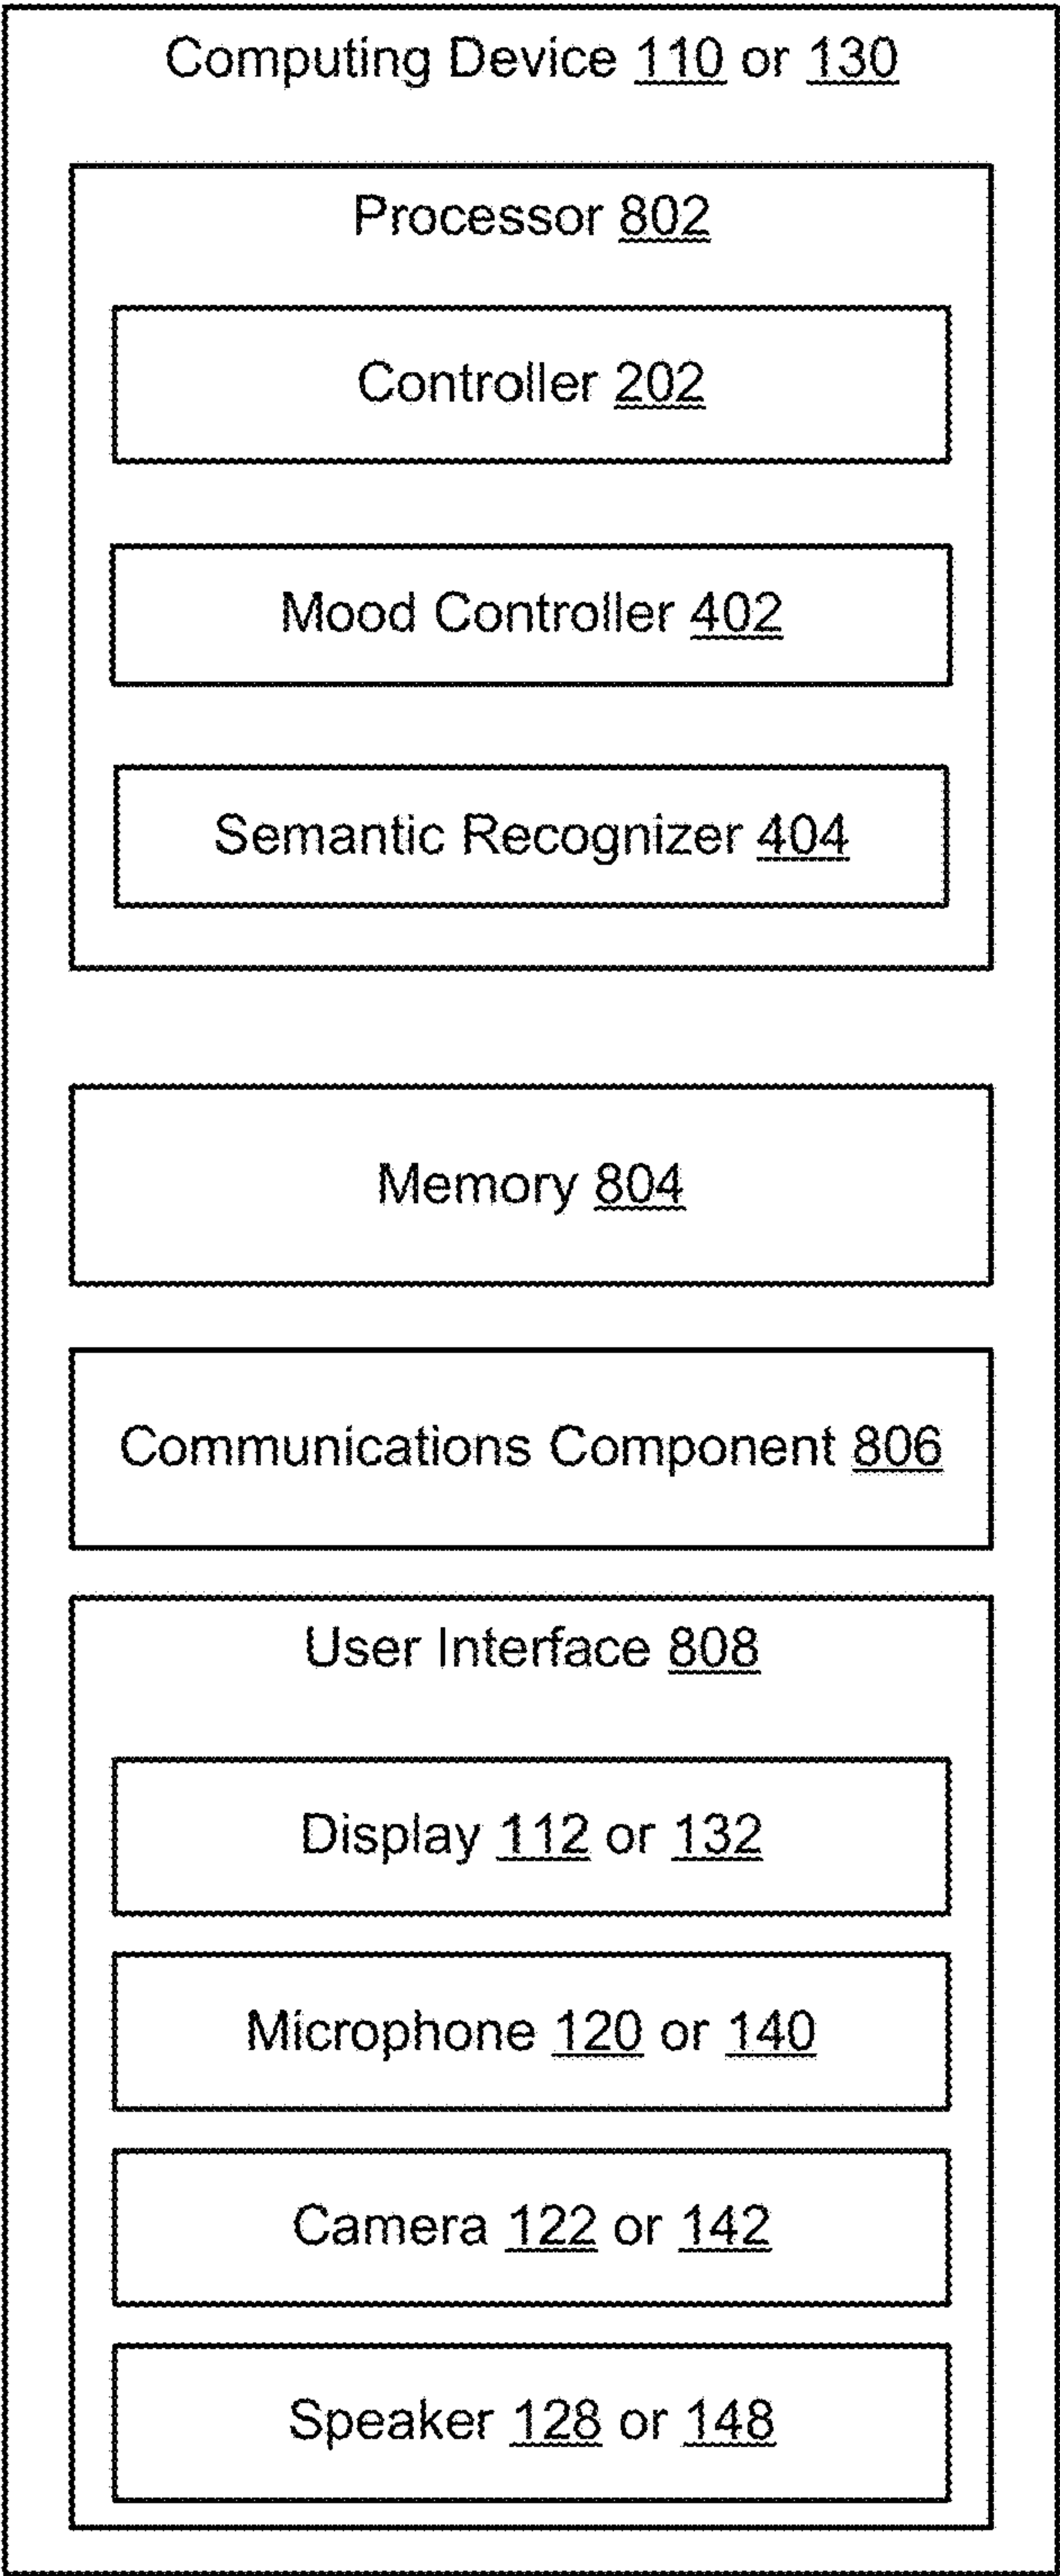 Computing Device 110 or 130
Processor 802
Controller 202
Mood Controller 402
Semantic Recognizer 404
Memory 804
Communications Component 806
User Interface 808
Display 112 or 132
Microphone 120 or 140
Camera 122 or 142
Speaker 128 or 148